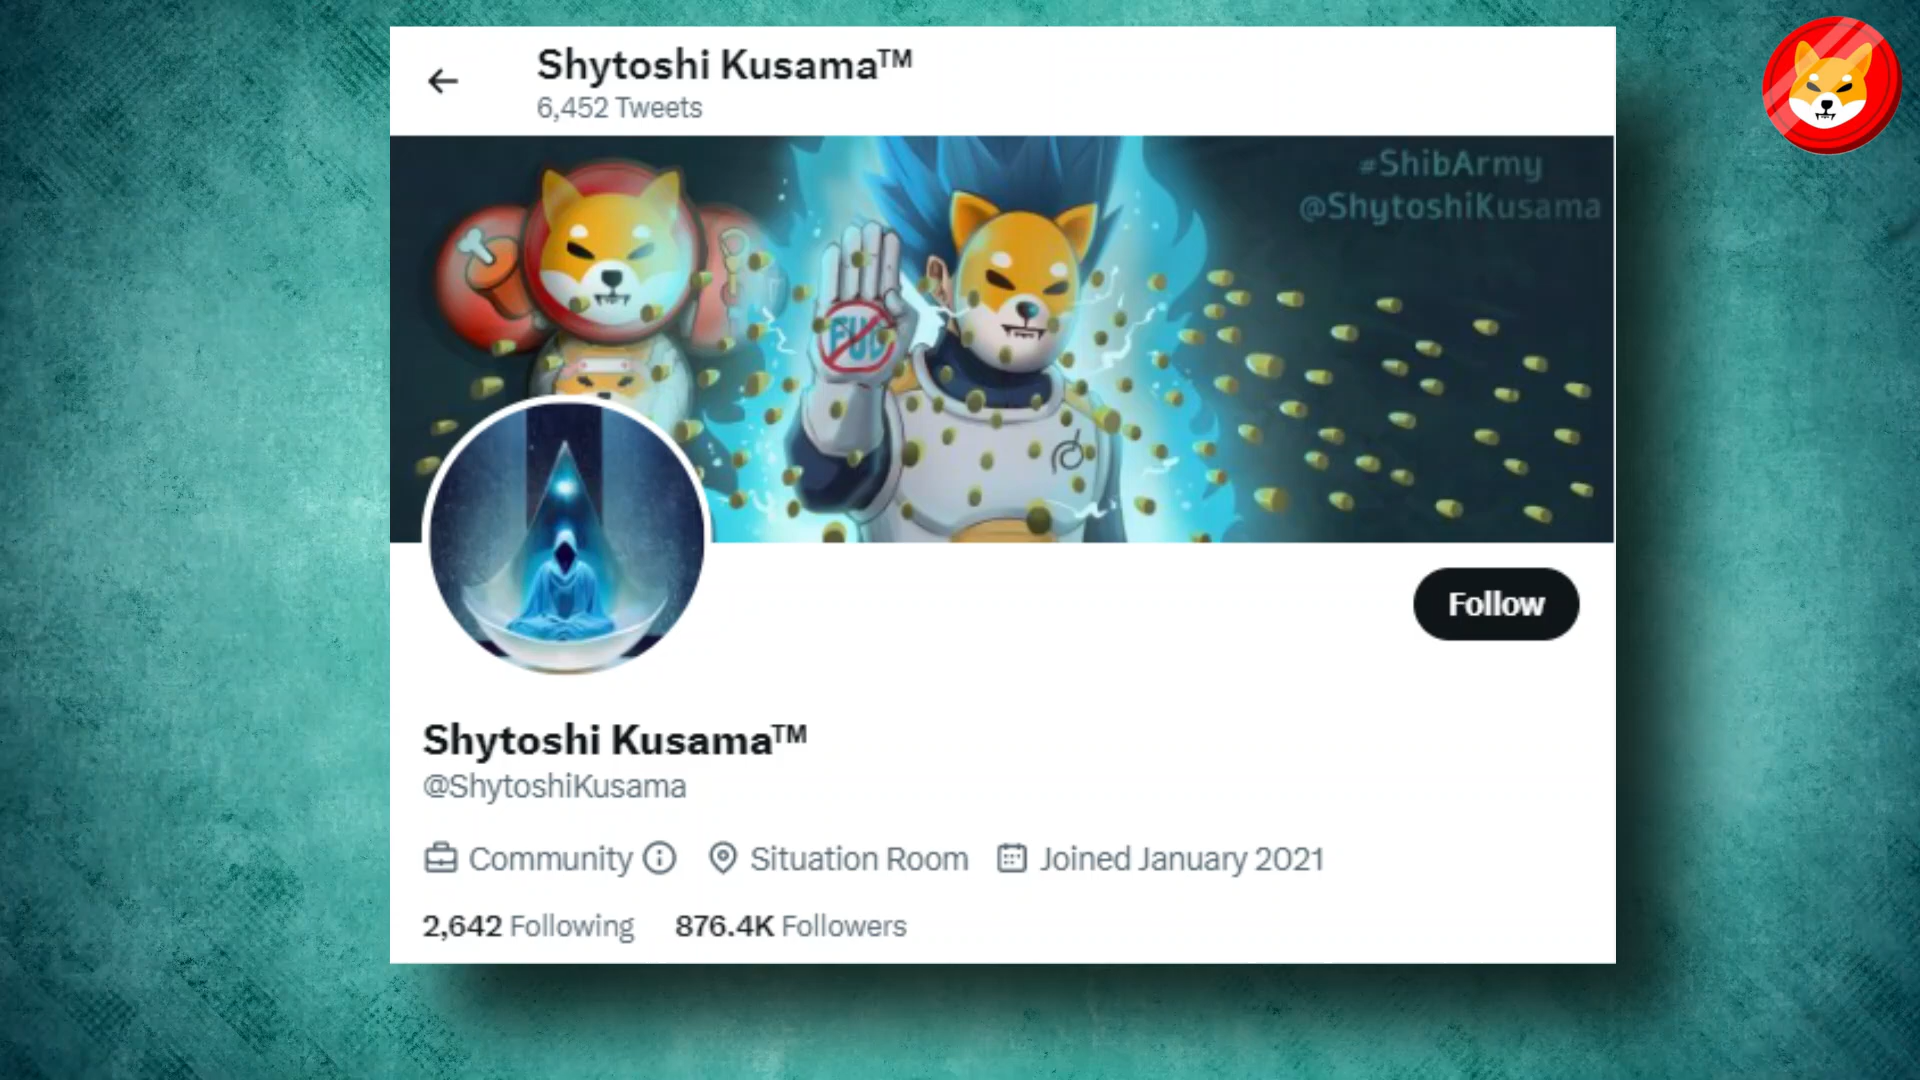 Shytoshi Kusama™
6,452 Tweets
#ShibArmy
@ShytoshiKusama
FUD
Follow
Shytoshi Kusama™
@ShytoshiKusama
Community
Situation Room
Joined January 2021
2,642 Following
876.4K Followers